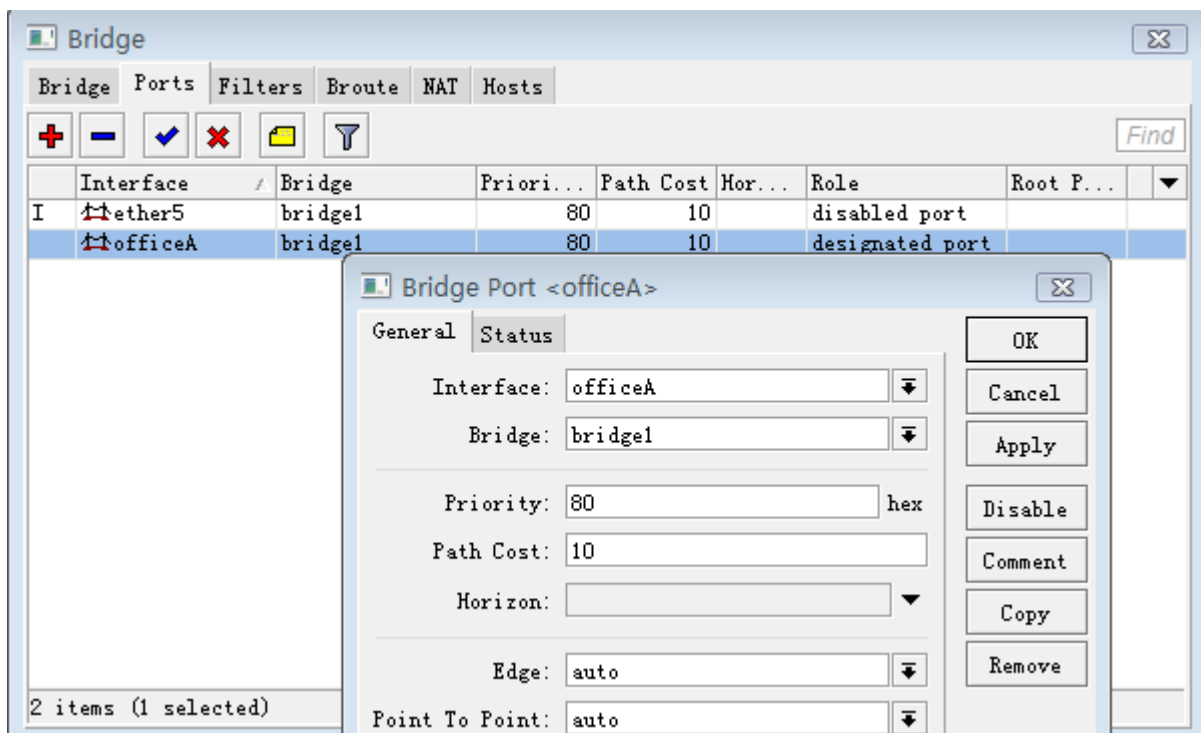 Bridge
Bridge Ports Filters Broute NAT Hosts
Find
Interface Bridge Priori... Path Cost Hor... Role Root P...
I ether5 bridge1 80 10 disabled port
officeA bridge1 80 10 designated port
Bridge Port <officeA>
General Status
OK
Interface: officeA
Cancel
Bridge: bridge1
Apply
Priority: 80 hex
Disable
Path Cost: 10
Comment
Horizon:
Copy
Edge: auto
Remove
2 items (1 selected)
Point To Point: auto